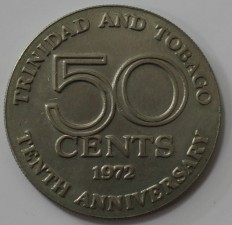 TRINIDAD AND TOBAGO
50
CENTS
1972
TENTH ANNIVERSARY